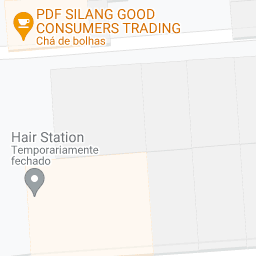 PDF SILANG GOOD
CONSUMERS TRADING
Chá de bolhas
Hair Station
Temporariamente
fechado